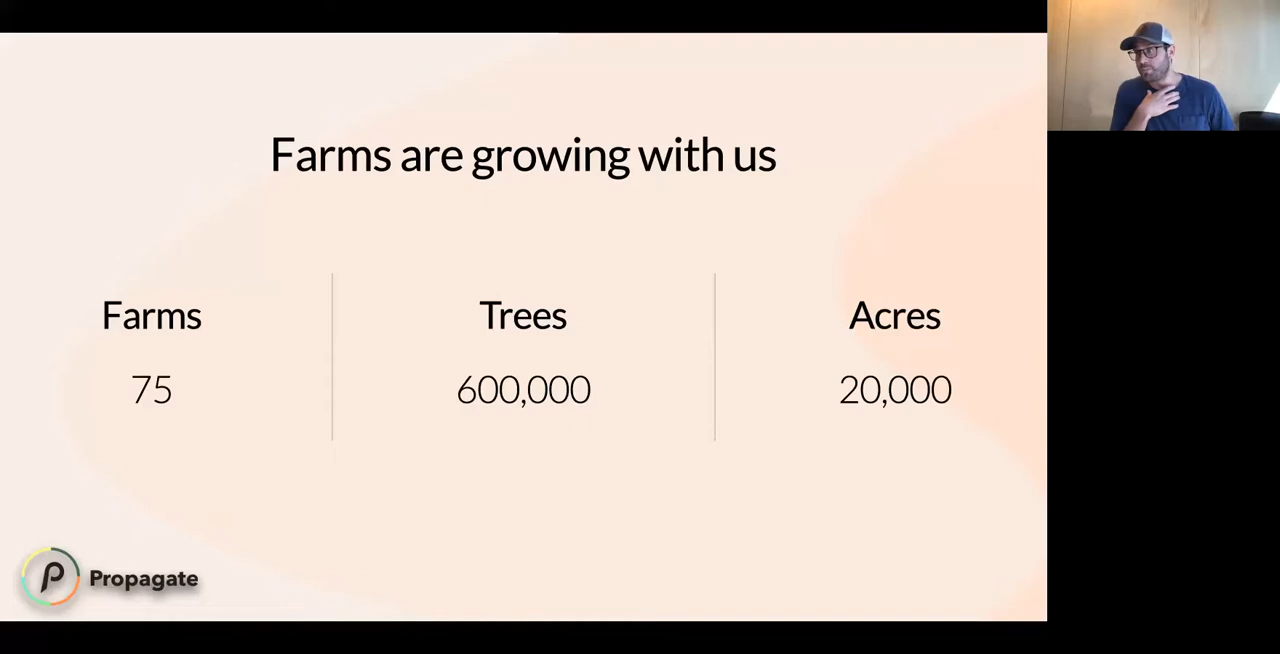 Farms are growing with us
Farms
75
Trees
600,000
Acres
20,000
Propagate